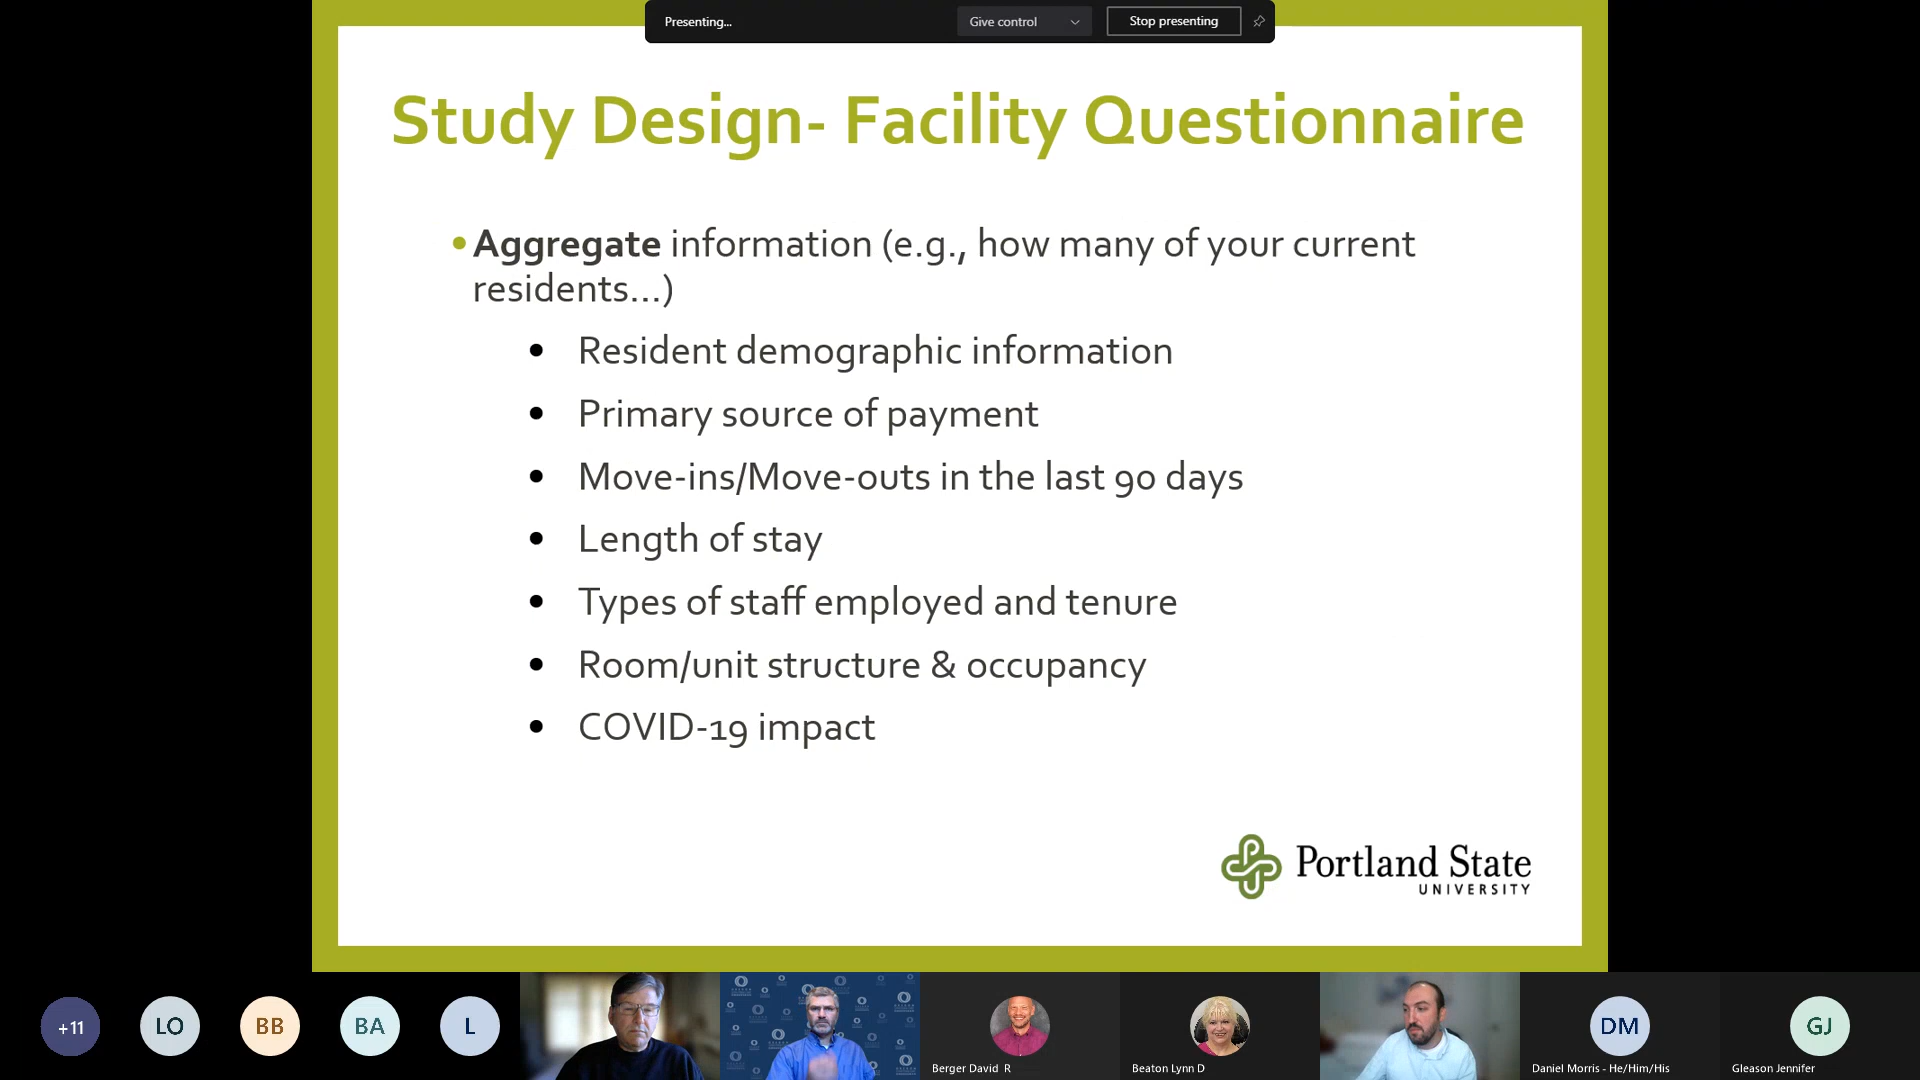 Presenting...
Give control
Stop presenting
Study Design- Facility Questionnaire
•Aggregate information (e.g., how many of your current
residents...)
• Resident demographic information
• Primary source of payment
• Move-ins/Move-outs in the last 90 days
• Length of stay
• Types of staff employed and tenure
• Room/unit structure & occupancy
• COVID-19 impact
Portland State
UNIVERSITY
+11
LO
BB
BA
L
DM
GJ
Berger David R
Beaton Lynn D
Daniel Morris - He/Him/His
Gleason Jennifer